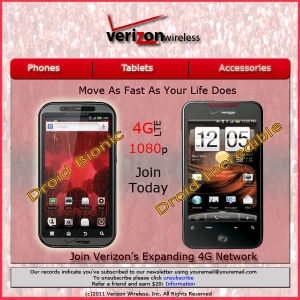 verizon wireless
Phones Tablets Accessories
Move As Fast As Your Life Does
Droid Bionic
4G LTE
1080p
Join
Today
Droid Incredible
Join Verizon's Expanding 4G Network
Our records indicate you've subscribed to our newsletter using youremail@youremail.com
To unsubscribe please click unsubscribe
Refer a friend and earn $20: Information
(c)2011 Verizon Wireless, Inc. All Rights Reserved